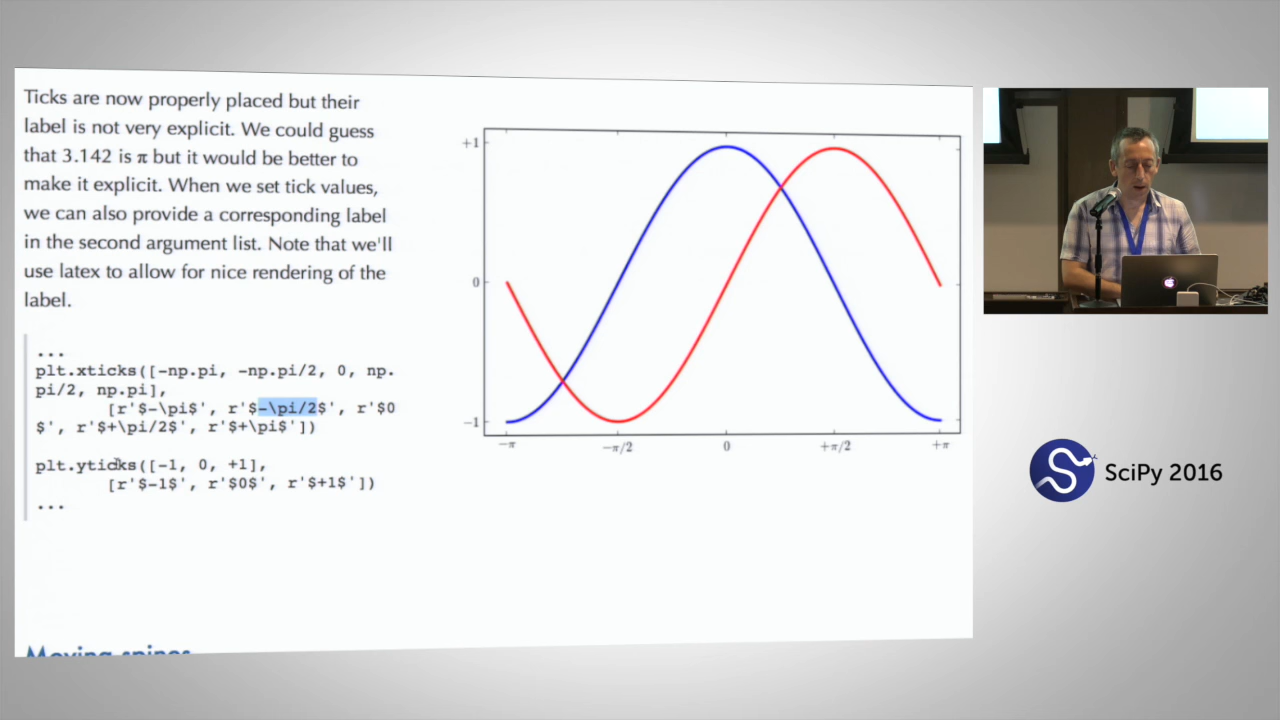 Ticks are now properly placed but their
label is not very explicit. We could guess
that 3.142 is π but it would be better to
make it explicit. When we set tick values,
we can also provide a corresponding label
in the second argument list. Note that we'll
use latex to allow for nice rendering of the
label.
...
plt.xticks([-np.pi, -np.pi/2, 0, np.
pi/2, np.pi],
[r'$-\pi$', r'$-\pi/2$', r'$0
$', r'$+\pi/2$', r'$+\pi$'])
plt.yticks([-1, 0, +1],
[r'$-1$', r'$0$', r'$+1$'])
...
Moving spines
+1
0
−1
−π
−π/2
0
+π/2
+π
SciPy 2016